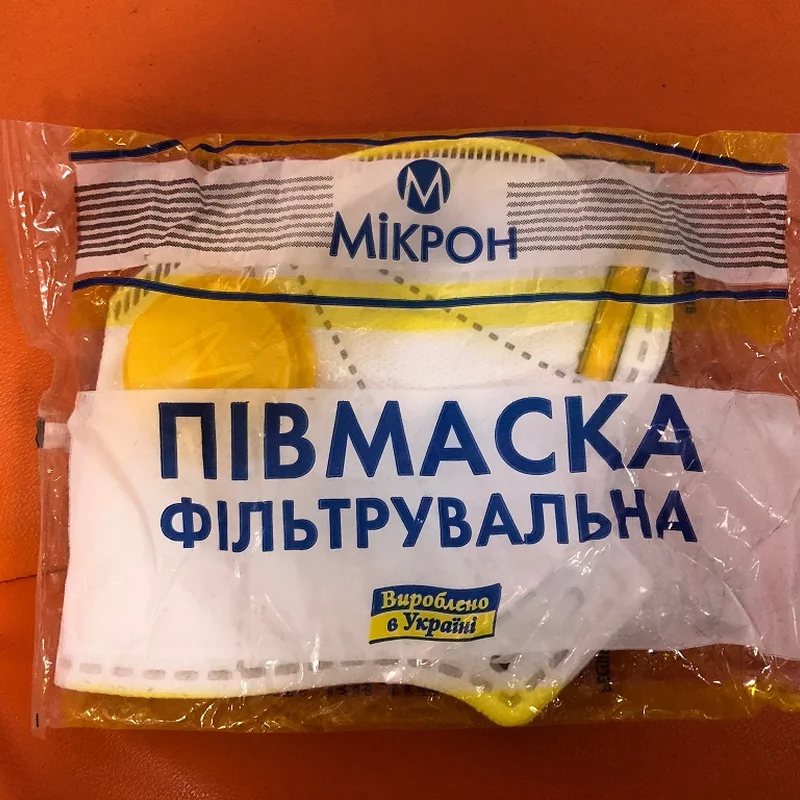 М
МІКРОН
ПІВМАСКА
ФІЛЬТРУВАЛЬНА
Вироблено
в Україні